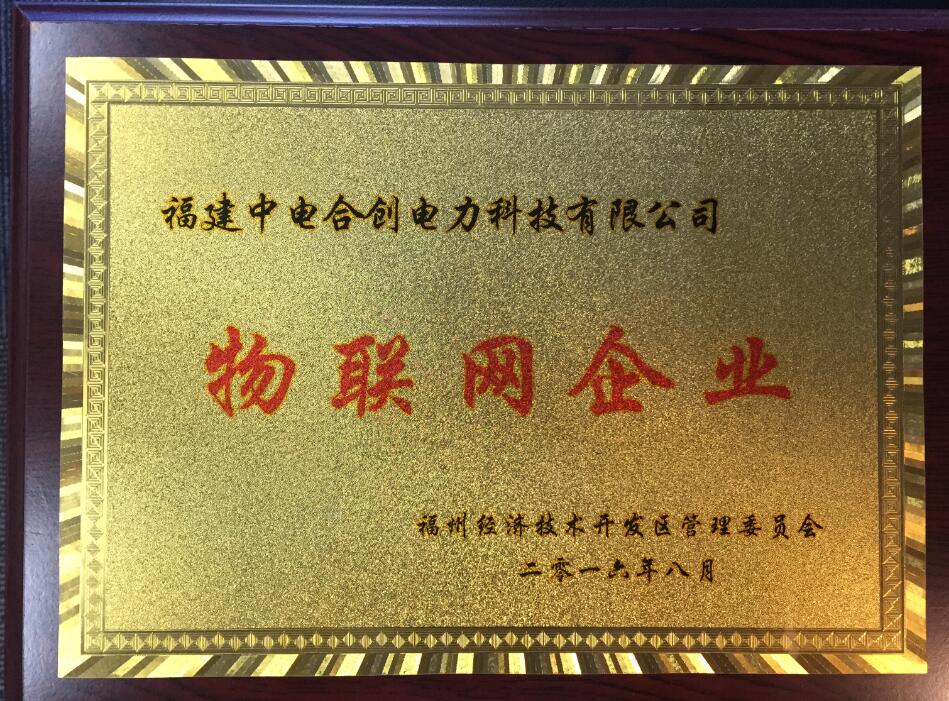 福建中电合创电力科技有限公司
物联网企业
福州经济技术开发区管理委员会
二零一六年八月